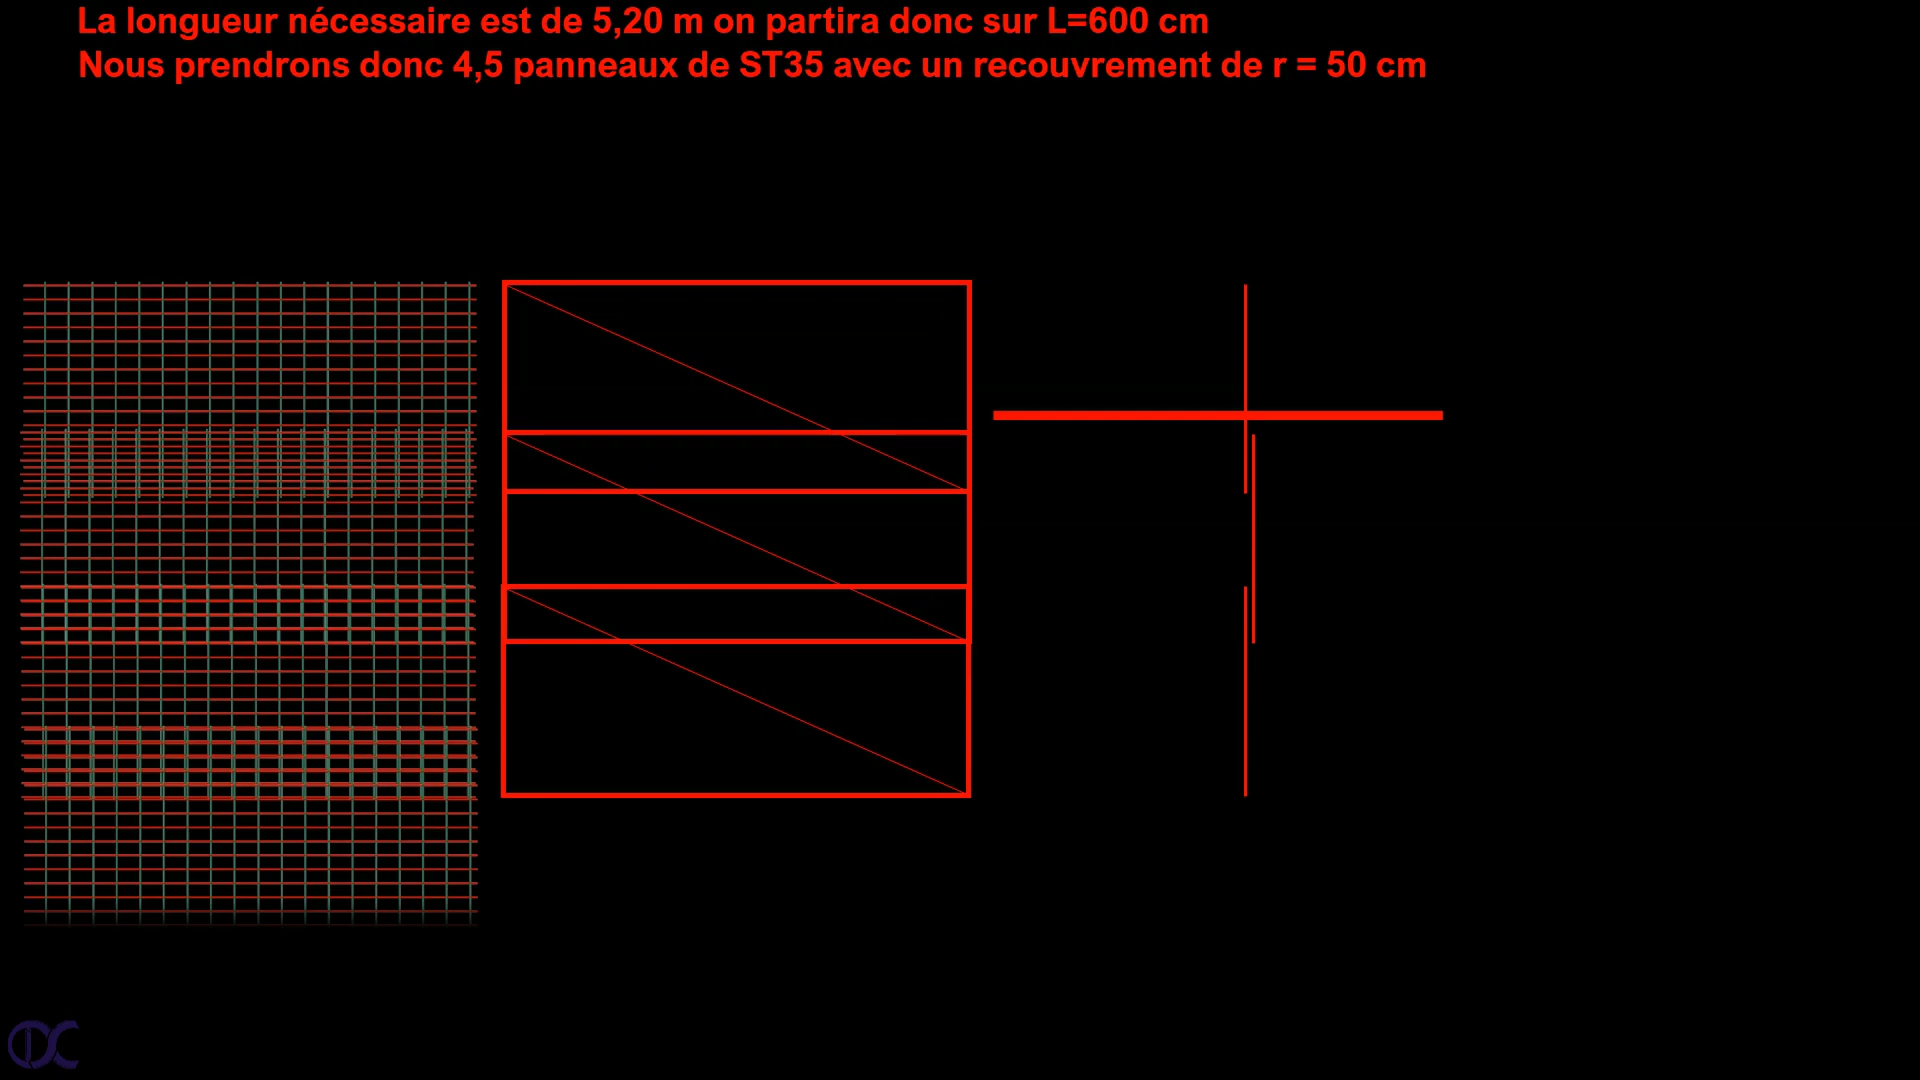 La longueur nécessaire est de 5,20 m on partira donc sur L=600 cm
Nous prendrons donc 4,5 panneaux de ST35 avec un recouvrement de r = 50 cm